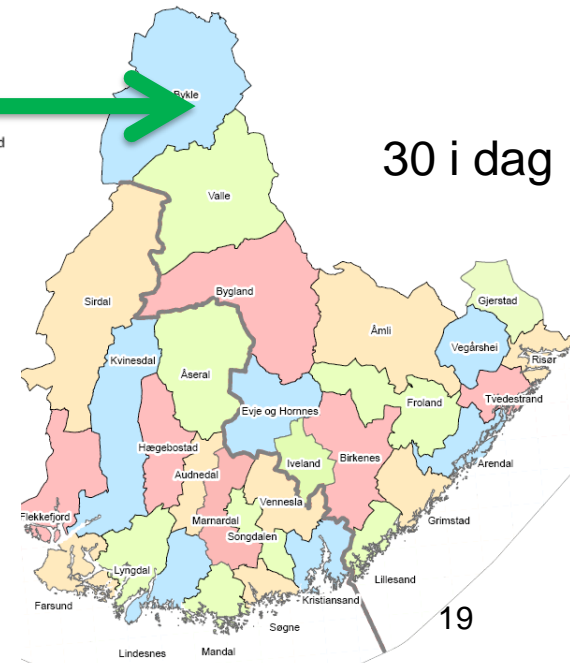 Bykle
d
30 i dag
Valle
Sirdal
Bygland
Gjerstad
Åmli
Vegårshei
Risør
Kvinesdal
Åseral
Tvedestrand
Evje og Hornnes
Froland
Hægebostad
Iveland
Birkenes
Arendal
Audnedal
Vennesla
Flekkefjord
Marnardal
Grimstad
Songdalen
Lyngdal
Lillesand
Kristiansand
Farsund
19
Søgne
Mandal
Lindesnes